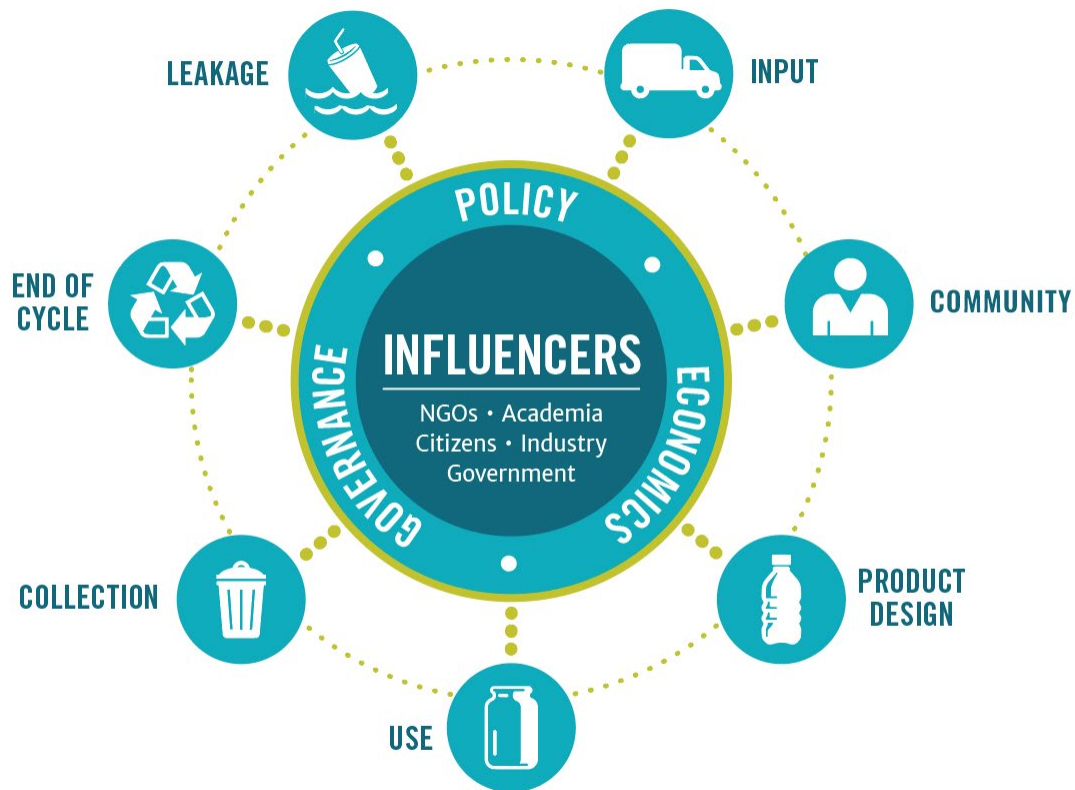 LEAKAGE
INPUT
POLICY
END OF
CYCLE
COMMUNITY
INFLUENCERS
NGOs • Academia
Citizens • Industry
Government
GOVERNANCE
ECONOMICS
COLLECTION
PRODUCT
DESIGN
USE